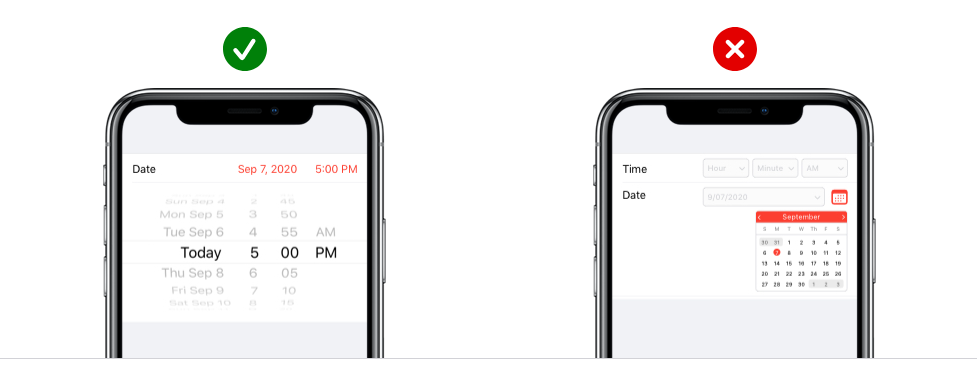 Date Sep 7, 2020 5:00 PM
Sun Sep 4 2 45
Mon Sep 5 3 50
Tue Sep 6 4 55 AM
Today 5 00 PM
Thu Sep 8 6 05
Fri Sep 9 7 10
Sat Sep 10 8 15
Time Hour Minute AM
Date 9/07/2020
September
S M T W Th F S
30 31 1 2 3 4 5
6 7 8 9 10 11 12
13 14 15 16 17 18 19
20 21 22 23 24 25 26
27 28 29 30 1 2 3